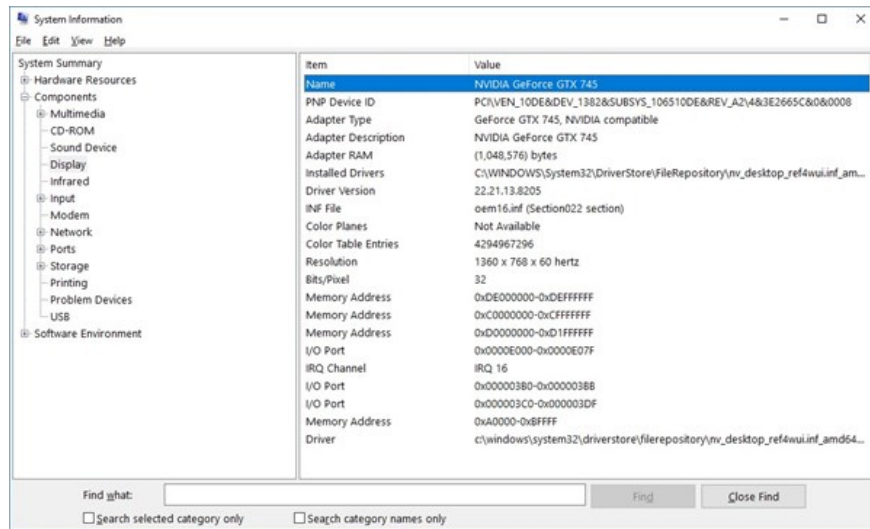 System Information
File Edit View Help
System Summary
Hardware Resources
Components
Multimedia
CD-ROM
Sound Device
Display
Infrared
Input
Modem
Network
Ports
Storage
Printing
Problem Devices
USB
Software Environment
Item Value
Name NVIDIA GeForce GTX 745
PNP Device ID PCI\VEN_10DE&DEV_1382&SUBSYS_106510DE&REV_A2\4&3E2665C&0&0008
Adapter Type GeForce GTX 745, NVIDIA compatible
Adapter Description NVIDIA GeForce GTX 745
Adapter RAM (1,048,576) bytes
Installed Drivers C:\WINDOWS\System32\DriverStore\FileRepository\nv_desktop_ref4wui.inf_am...
Driver Version 22.21.13.8205
INF File oem16.inf (Section022 section)
Color Planes Not Available
Color Table Entries 4294967296
Resolution 1360 x 768 x 60 hertz
Bits/Pixel 32
Memory Address 0xDE000000-0xDEFFFFFF
Memory Address 0xC0000000-0xCFFFFFFF
Memory Address 0xD0000000-0xD1FFFFFF
I/O Port 0x0000E000-0x0000E07F
IRQ Channel IRQ 16
I/O Port 0x000003B0-0x000003BB
I/O Port 0x000003C0-0x000003DF
Memory Address 0xA0000-0xBFFFF
Driver c:\windows\system32\driverstore\filerepository\nv_desktop_ref4wui.inf_amd64...
Find what: Find Close Find
Search selected category only Search category names only